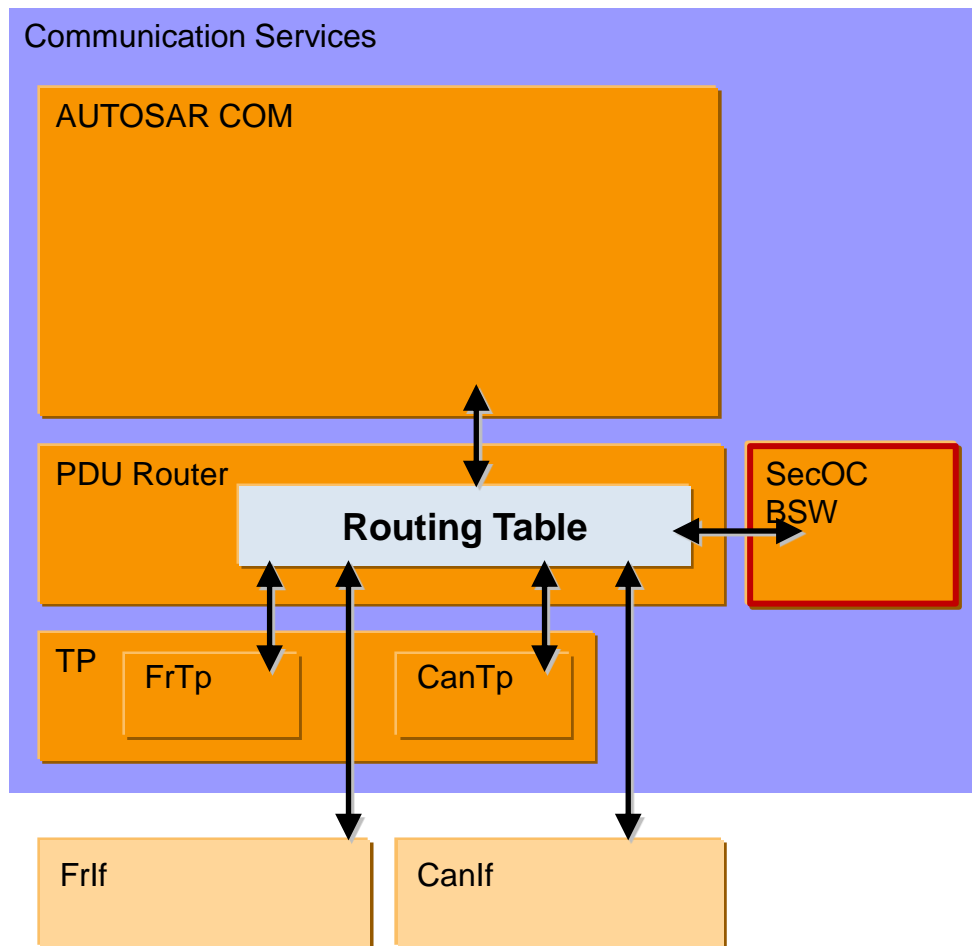 Communication Services
AUTOSAR COM
PDU Router
Routing Table
SecOC
BSW
TP
FrTp
CanTp
FrIf
CanIf